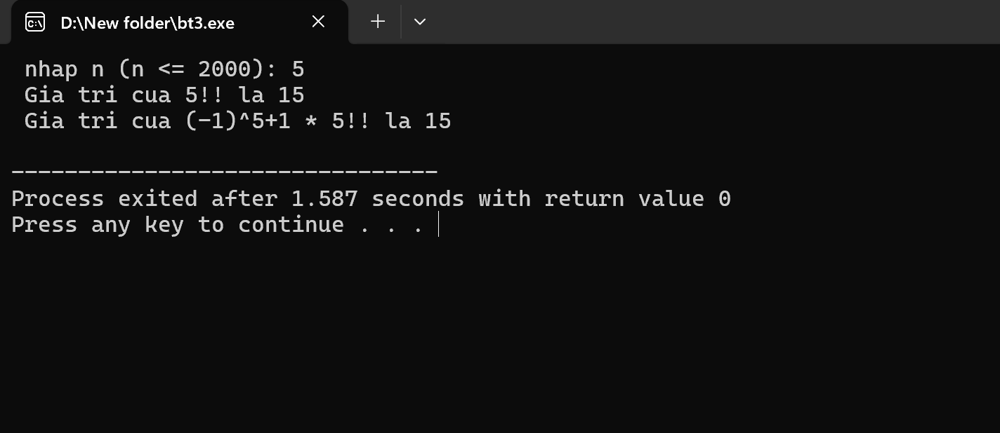 D:\New folder\bt3.exe
nhap n (n <= 2000): 5
Gia tri cua 5!! la 15
Gia tri cua (-1)^5+1 * 5!! la 15
--------------------------------
Process exited after 1.587 seconds with return value 0
Press any key to continue . . .